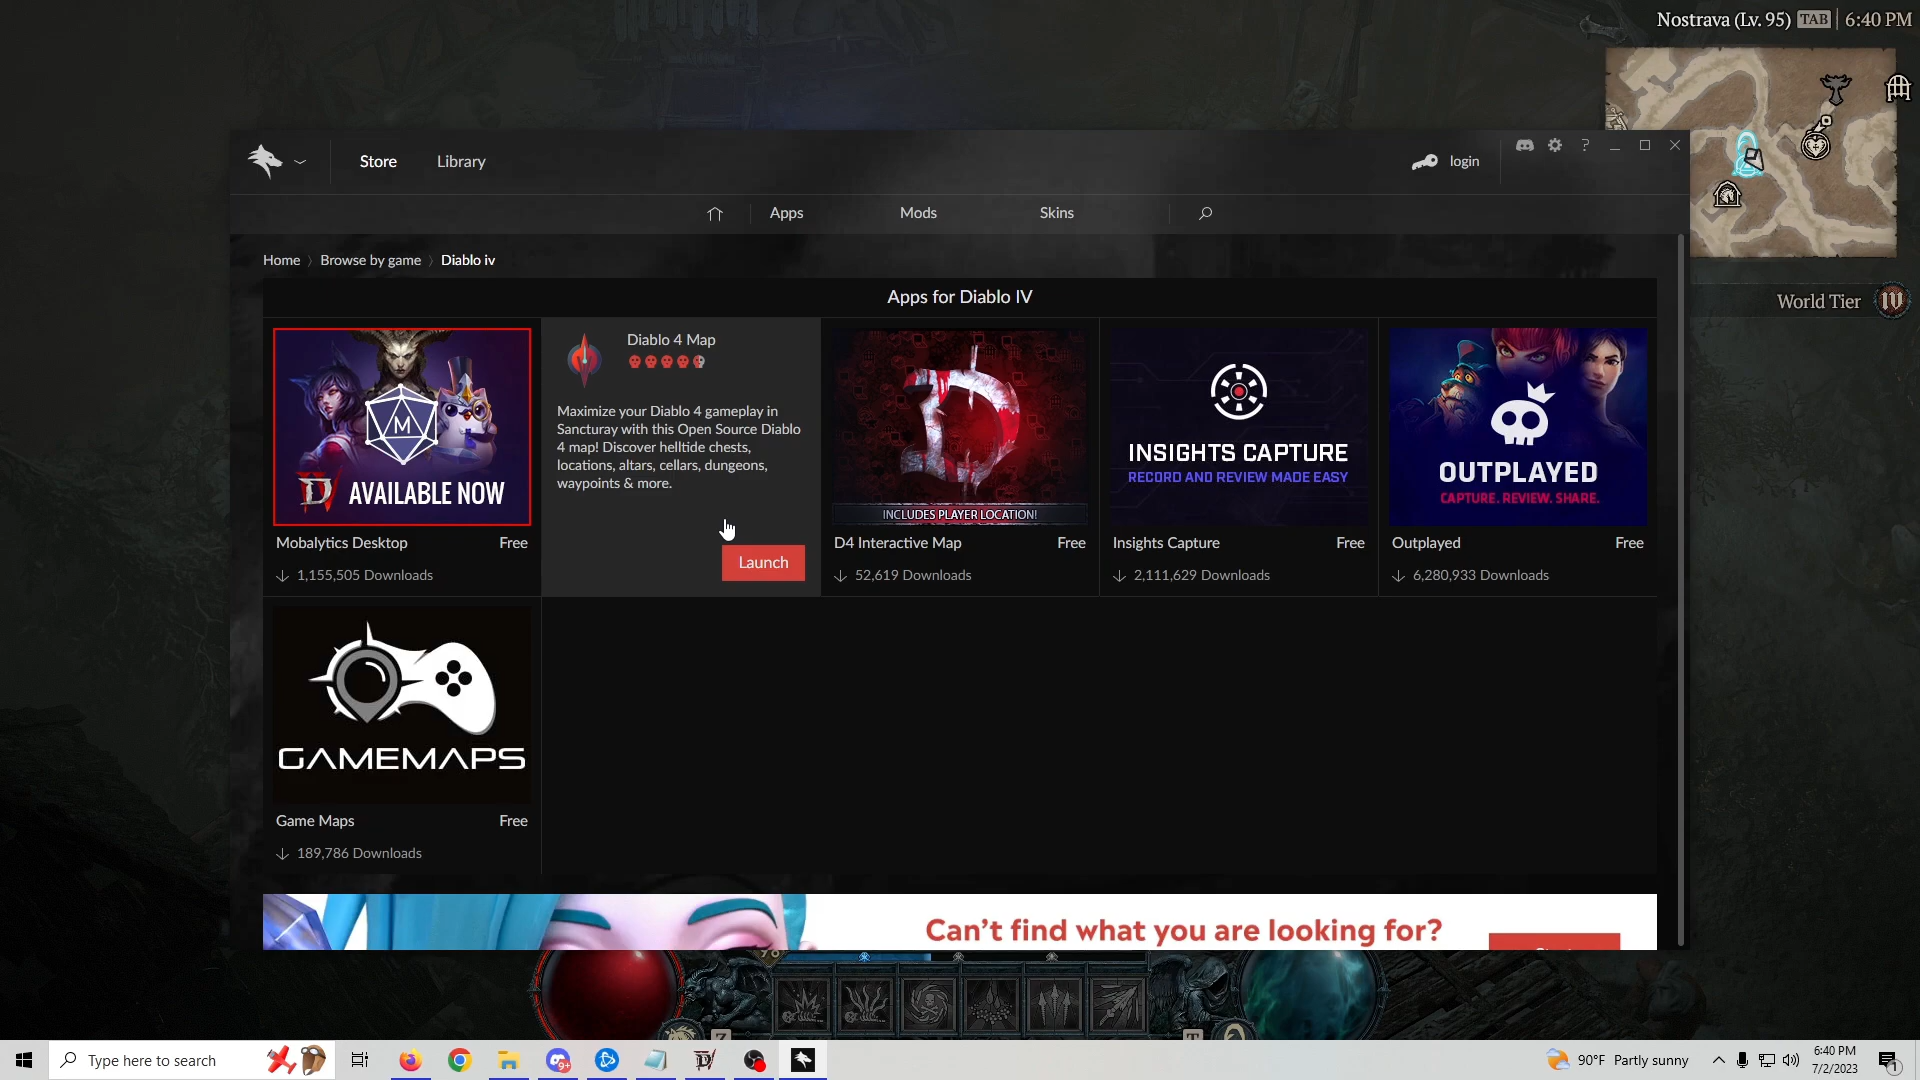 Nostrava (Lv. 95) TAB 6:40 PM
World Tier IV
Store
Library
login
?
Apps
Mods
Skins
Home
Browse by game
Diablo iv
Apps for Diablo IV
M
AVAILABLE NOW
Mobalytics Desktop
Free
1,155,505 Downloads
Diablo 4 Map
Maximize your Diablo 4 gameplay in
Sancturay with this Open Source Diablo
4 map! Discover helltide chests,
locations, altars, cellars, dungeons,
waypoints & more.
Launch
INCLUDES PLAYER LOCATION!
D4 Interactive Map
Free
52,619 Downloads
INSIGHTS CAPTURE
RECORD AND REVIEW MADE EASY
Insights Capture
Free
2,111,629 Downloads
OUTPLAYED
CAPTURE. REVIEW. SHARE.
Outplayed
Free
6,280,933 Downloads
GAMEMAPS
Game Maps
Free
189,786 Downloads
Can't find what you are looking for?
Z
T
Type here to search
9+
90°F Partly sunny
6:40 PM
7/2/2023
1